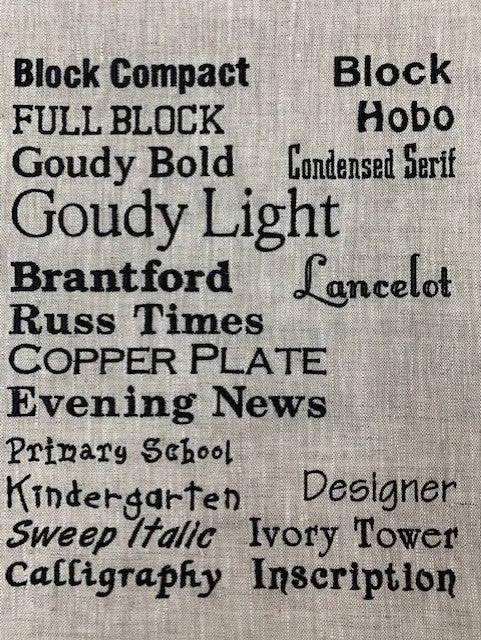 Block Compact Block
FULL BLOCK Hobo
Goudy Bold Condensed Serif
Goudy Light
Brantford Lancelot
Russ Times
COPPER PLATE
Evening News
Primary School
Kindergarten Designer
Sweep Italic Ivory Tower
Calligraphy Inscription